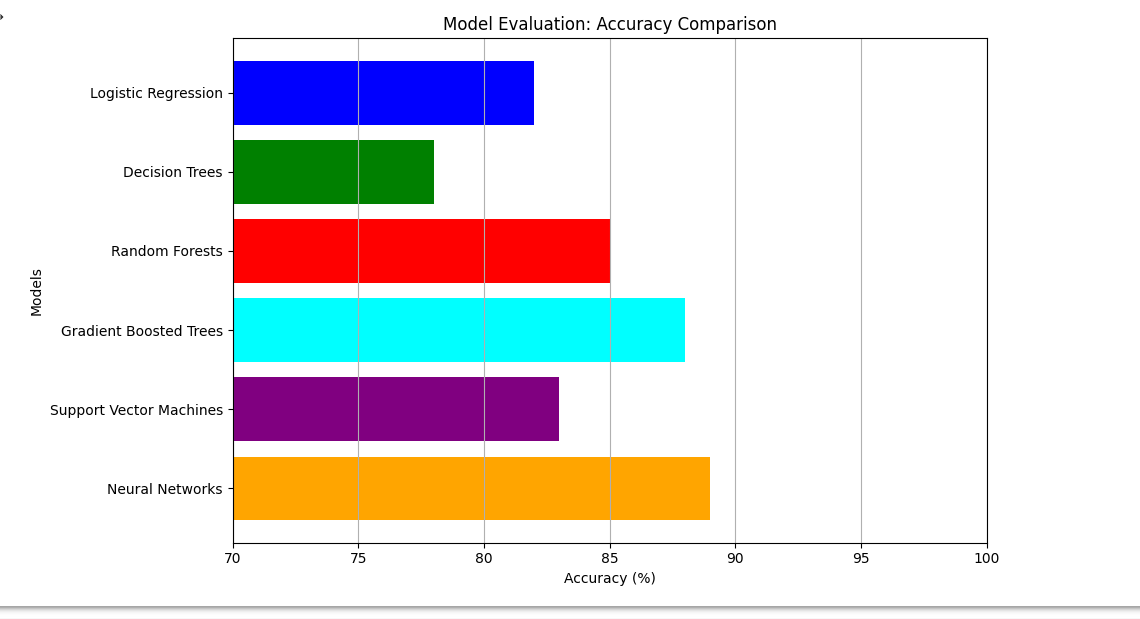 Model Evaluation: Accuracy Comparison
Logistic Regression
Decision Trees
Random Forests
Models
Gradient Boosted Trees
Support Vector Machines
Neural Networks
70 75 80 85 90 95 100
Accuracy (%)